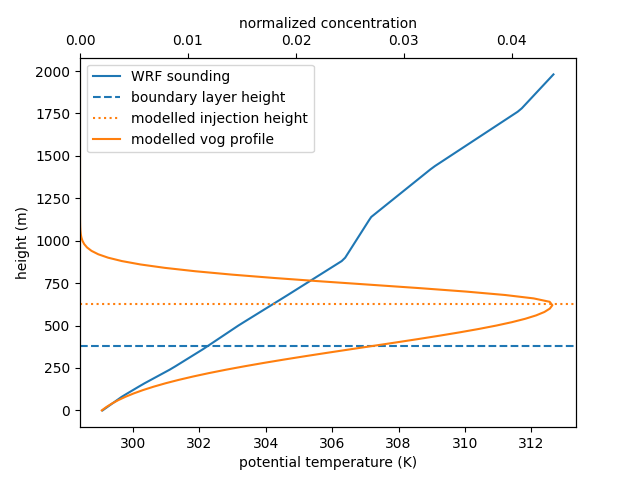 normalized concentration
0.00 0.01 0.02 0.03 0.04
WRF sounding
boundary layer height
modelled injection height
modelled vog profile
2000
1750
1500
1250
1000
750
500
250
0
height (m)
300 302 304 306 308 310 312
potential temperature (K)